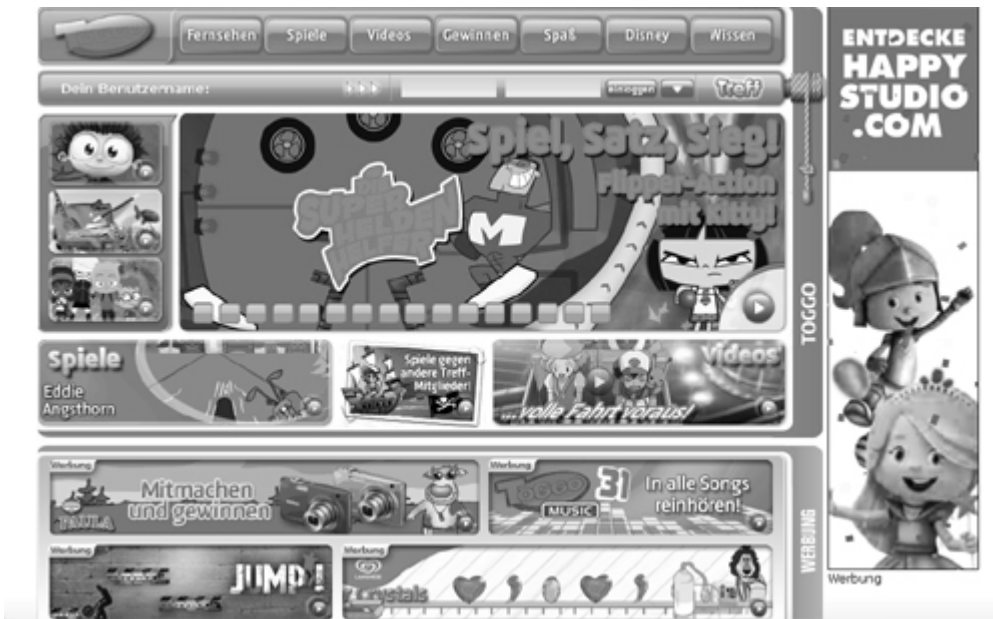 TOGGO
Fernsehen
Spiele
Videos
Gewinnen
Spaß
Disney
Wissen
Dein Benutzername:
einloggen
Treff
Spiel, Satz, Sieg!
Flipper-Action
mit Kitty!
DIE
SUPER
HELDEN
HELFER
M
TOGGO
Spiele
Eddie
Angsthorn
Spiele gegen
andere Treff-
Mitglieder!
Videos
...volle Fahrt voraus!
Werbung
PAULA
Mitmachen
und gewinnen
Werbung
TOGGO
MUSIC
31
In alle Songs
reinhören!
Werbung
JUMP!
Werbung
Crystals
WERBUNG
ENTDECKE
HAPPY
STUDIO
.COM
Werbung